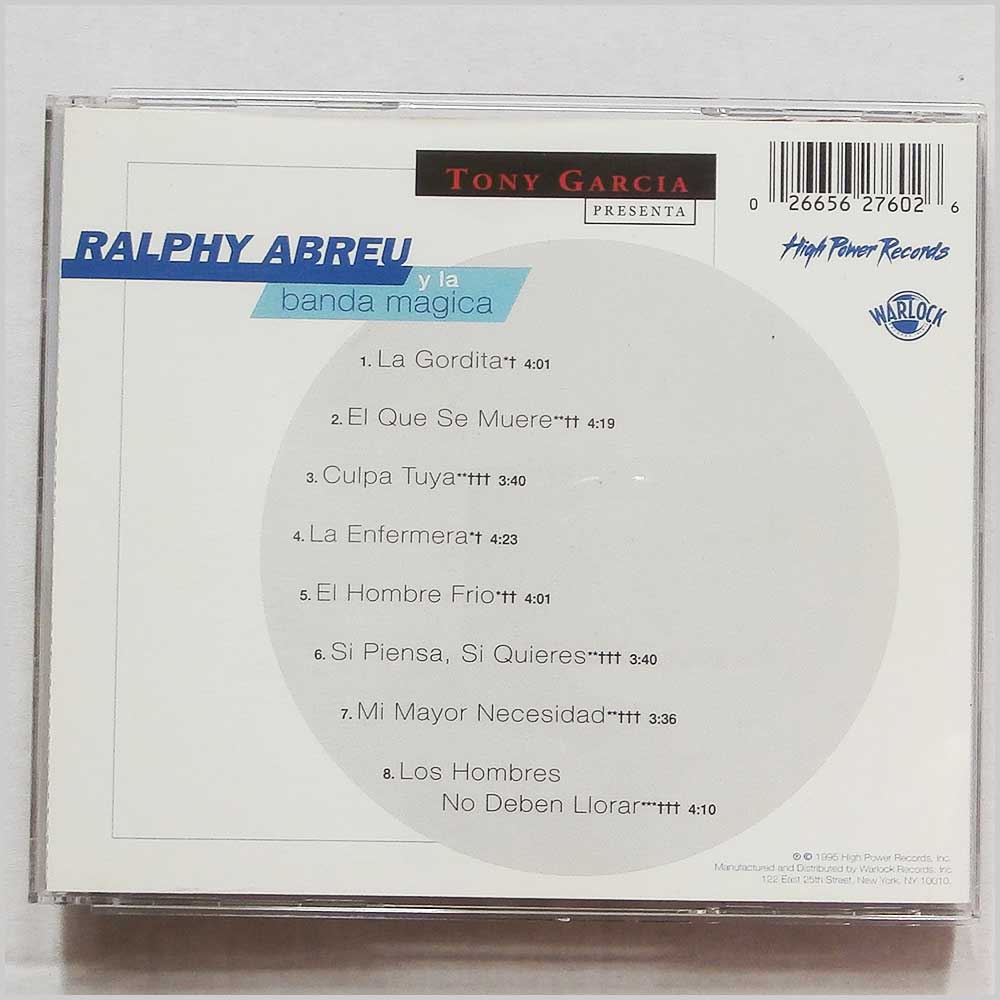 TONY GARCIA
PRESENTA
0 26656 27602 6
RALPHY ABREU
y la
banda magica
High Power Records
WARLOCK
1. La Gordita*† 4:01
2. El Que Se Muere**†† 4:19
3. Culpa Tuya**††† 3:40
4. La Enfermera*† 4:23
5. El Hombre Frio*†† 4:01
6. Si Piensa, Si Quieres**††† 3:40
7. Mi Mayor Necesidad**††† 3:36
8. Los Hombres
No Deben Llorar***††† 4:10
℗ © 1995 High Power Records, Inc.
Manufactured and Distributed by Warlock Records, Inc.
122 East 25th Street, New York, NY 10010.